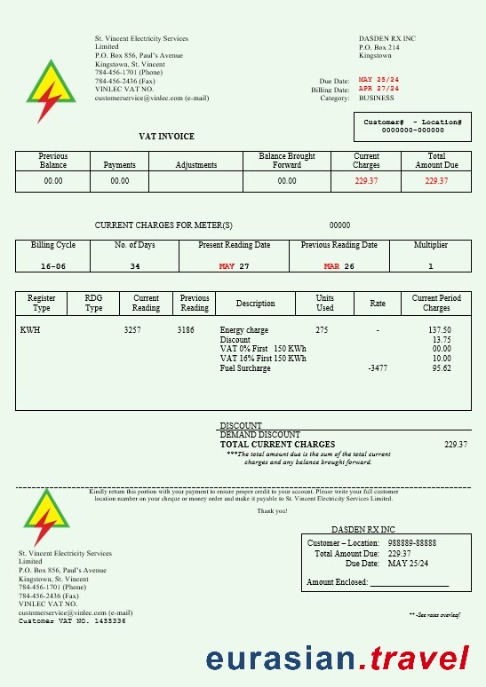 St. Vincent Electricity Services
Limited
P.O. Box 856, Paul's Avenue
Kingstown, St. Vincent
784-456-1701 (Phone)
784-456-2436 (Fax)
VINLEC VAT NO.
customerservice@vinlec.com (e-mail)
DASDEN RX INC
P.O. Box 214
Kingstown
Due Date: MAY 25/24
Billing Date: APR 27/24
Category: BUSINESS
Customer# - Location#
0000000-000000
VAT INVOICE
Previous Balance Payments Adjustments Balance Brought Forward Current Charges Total Amount Due
00.00 00.00 00.00 229.37 229.37
CURRENT CHARGES FOR METER(S) 00000
Billing Cycle No. of Days Present Reading Date Previous Reading Date Multiplier
16-06 34 MAY 27 MAR 26 1
Register Type RDG Type Current Reading Previous Reading Description Units Used Rate Current Period Charges
KWH 3257 3186 Energy charge 275 - 137.50
Discount 13.75
VAT 0% First 150 KWh 00.00
VAT 16% First 150 KWh 10.00
Fuel Surcharge -3477 95.62
DISCOUNT
DEMAND DISCOUNT
TOTAL CURRENT CHARGES 229.37
***The total amount due is the sum of the total current
charges and any balance brought forward.
Kindly return this portion with your payment to ensure proper credit to your account. Please write your full customer
location number on your cheque or money order and make it payable to St. Vincent Electricity Services Limited.
Thank you!
St. Vincent Electricity Services
Limited
P.O. Box 856, Paul's Avenue
Kingstown, St. Vincent
784-456-1701 (Phone)
784-456-2436 (Fax)
VINLEC VAT NO.
customerservice@vinlec.com (e-mail)
Customer VAT NO. 1455336
DASDEN RX INC
Customer – Location: 988889-88888
Total Amount Due: 229.37
Due Date: MAY 25/24
Amount Enclosed:
eurasian.travel